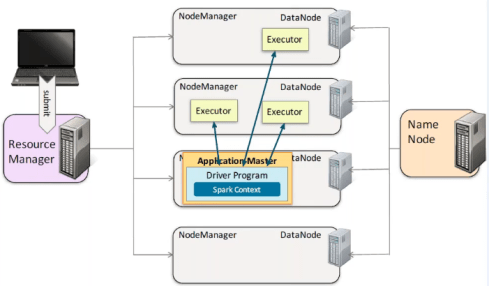 NodeManager DataNode
Executor
submit
NodeManager DataNode
Executor Executor
Resource
Manager
Name
Node
Application Master
Driver Program
Spark Context
NodeManager DataNode